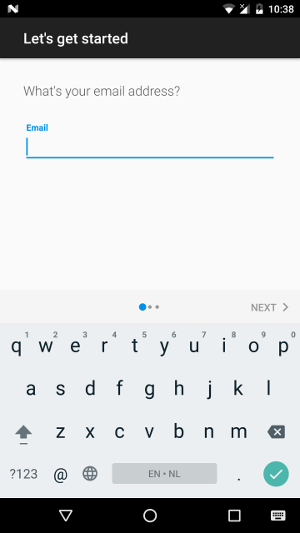 10:38
Let's get started
What's your email address?
Email
NEXT
1 2 3 4 5 6 7 8 9 0
q w e r t y u i o p
a s d f g h j k l
z x c v b n m
?123 @ EN • NL .